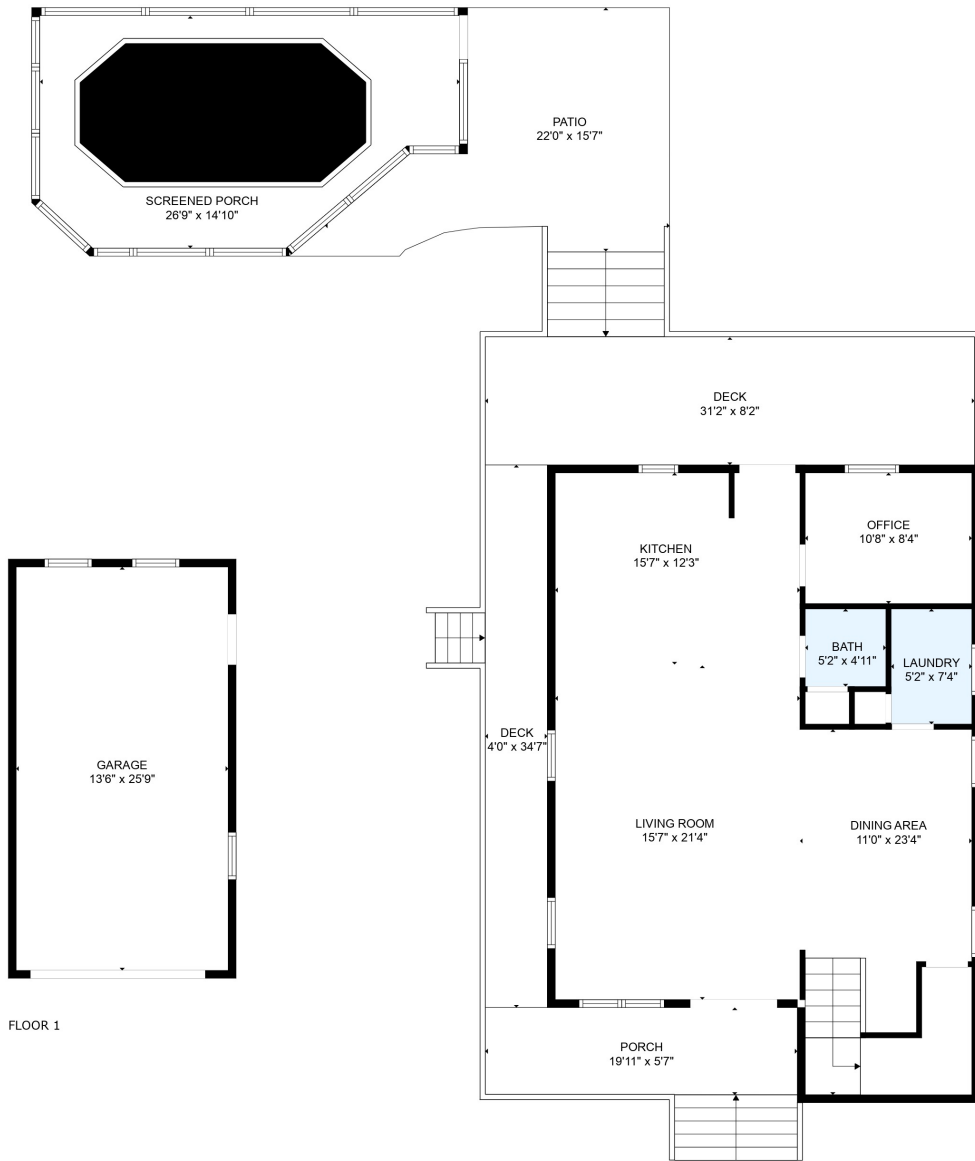 PATIO
22'0" x 15'7"
SCREENED PORCH
26'9" x 14'10"
DECK
31'2" x 8'2"
OFFICE
10'8" x 8'4"
KITCHEN
15'7" x 12'3"
BATH
5'2" x 4'11"
LAUNDRY
5'2" x 7'4"
DECK
4'0" x 34'7"
GARAGE
13'6" x 25'9"
LIVING ROOM
15'7" x 21'4"
DINING AREA
11'0" x 23'4"
FLOOR 1
PORCH
19'11" x 5'7"